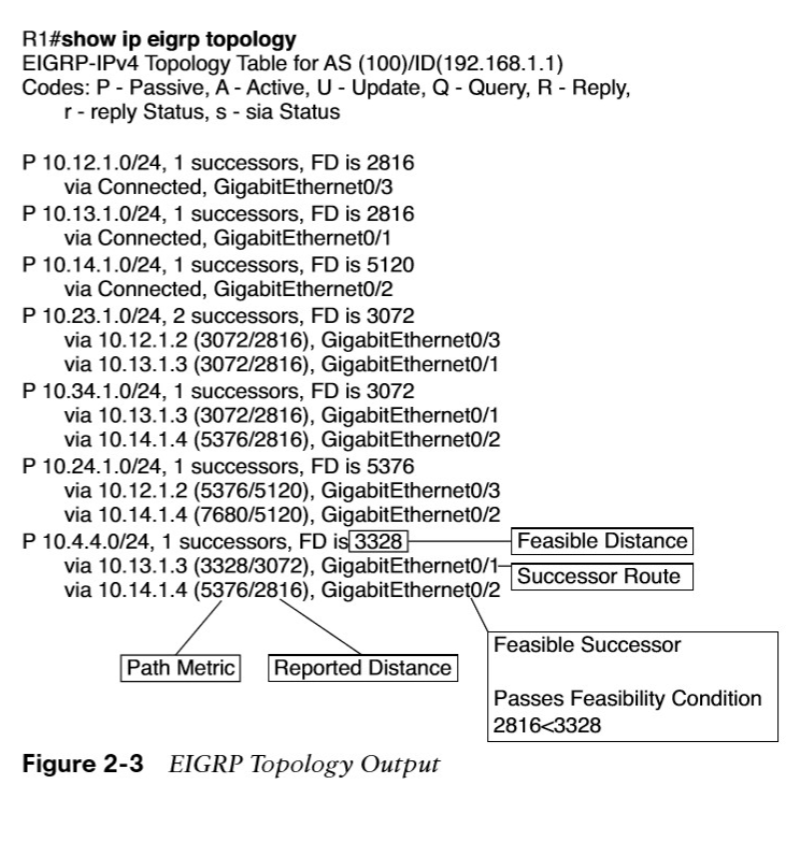 R1#show ip eigrp topology
EIGRP-IPv4 Topology Table for AS (100)/ID(192.168.1.1)
Codes: P - Passive, A - Active, U - Update, Q - Query, R - Reply,
r - reply Status, s - sia Status
P 10.12.1.0/24, 1 successors, FD is 2816
via Connected, GigabitEthernet0/3
P 10.13.1.0/24, 1 successors, FD is 2816
via Connected, GigabitEthernet0/1
P 10.14.1.0/24, 1 successors, FD is 5120
via Connected, GigabitEthernet0/2
P 10.23.1.0/24, 2 successors, FD is 3072
via 10.12.1.2 (3072/2816), GigabitEthernet0/3
via 10.13.1.3 (3072/2816), GigabitEthernet0/1
P 10.34.1.0/24, 1 successors, FD is 3072
via 10.13.1.3 (3072/2816), GigabitEthernet0/1
via 10.14.1.4 (5376/2816), GigabitEthernet0/2
P 10.24.1.0/24, 1 successors, FD is 5376
via 10.12.1.2 (5376/5120), GigabitEthernet0/3
via 10.14.1.4 (7680/5120), GigabitEthernet0/2
P 10.4.4.0/24, 1 successors, FD is 3328
Feasible Distance
via 10.13.1.3 (3328/3072), GigabitEthernet0/1
Successor Route
via 10.14.1.4 (5376/2816), GigabitEthernet0/2
Path Metric
Reported Distance
Feasible Successor
Passes Feasibility Condition
2816<3328
Figure 2-3 EIGRP Topology Output